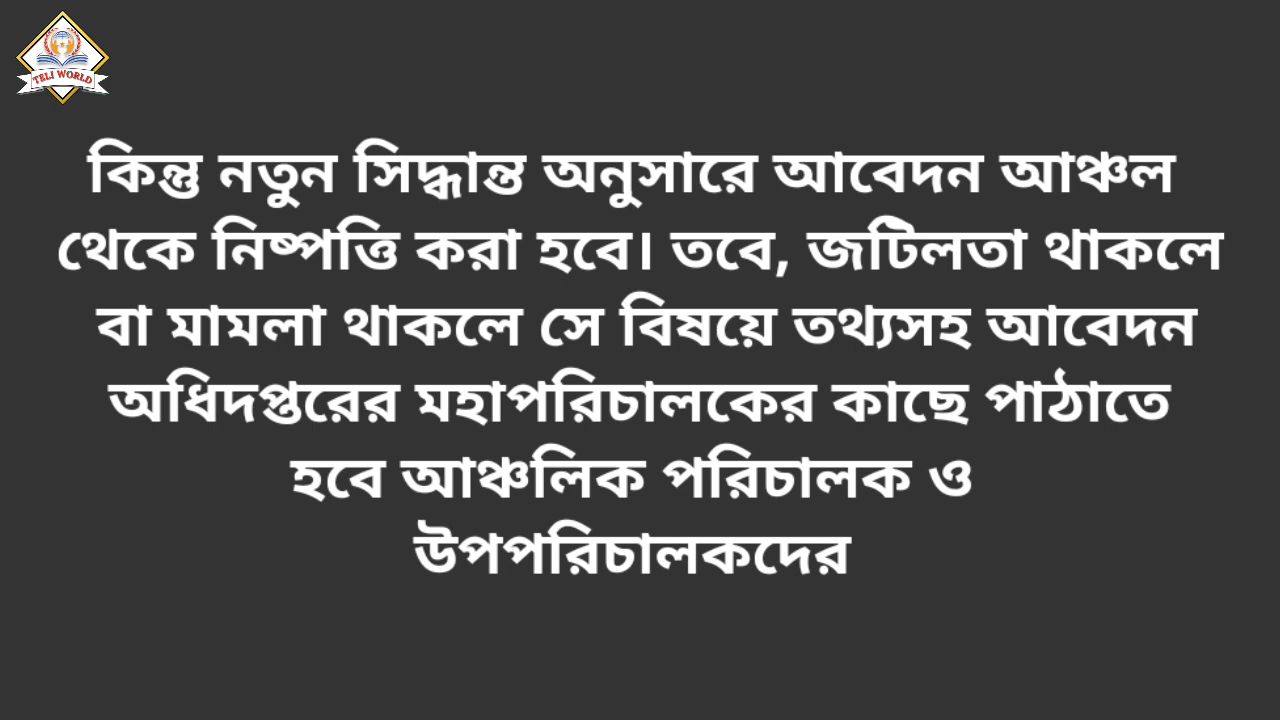 TELI WORLD
কিন্তু নতুন সিদ্ধান্ত অনুসারে আবেদন আঞ্চল
থেকে নিষ্পত্তি করা হবে। তবে, জটিলতা থাকলে
বা মামলা থাকলে সে বিষয়ে তথ্যসহ আবেদন
অধিদপ্তরের মহাপরিচালকের কাছে পাঠাতে
হবে আঞ্চলিক পরিচালক ও
উপপরিচালকদের